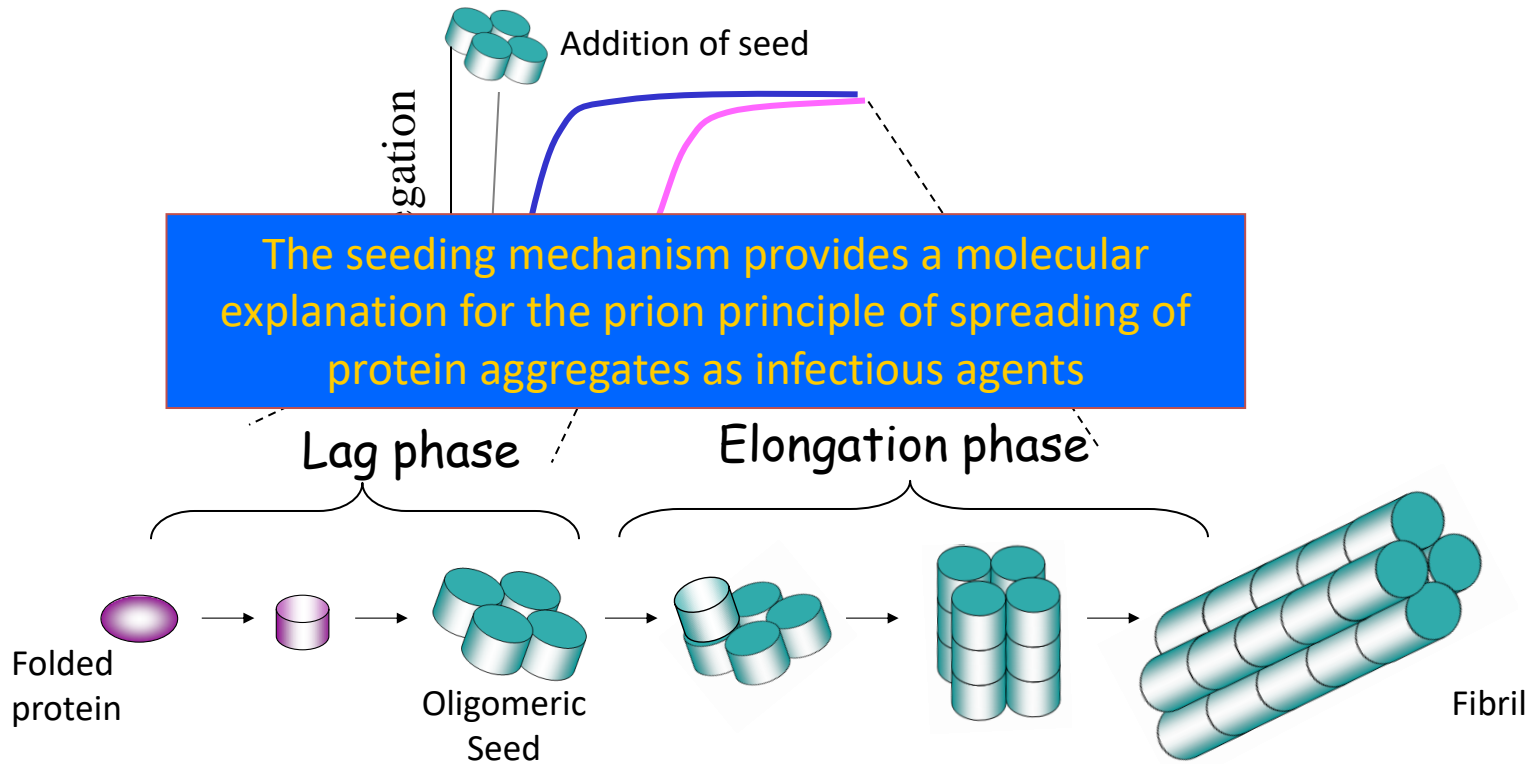 Addition of seed
gation
The seeding mechanism provides a molecular
explanation for the prion principle of spreading of
protein aggregates as infectious agents
Lag phase
Elongation phase
Folded
protein
Oligomeric
Seed
Fibril